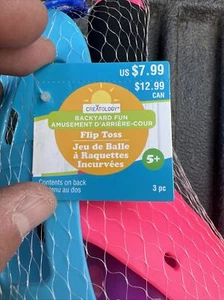 US $7.99
$12.99
CAN
CREATOLOGY
BACKYARD FUN
AMUSEMENT D'ARRIÈRE-COUR
Flip Toss
Jeu de Balle
à Raquettes
Incurvées
5+
Contents on back
au dos
3 pc